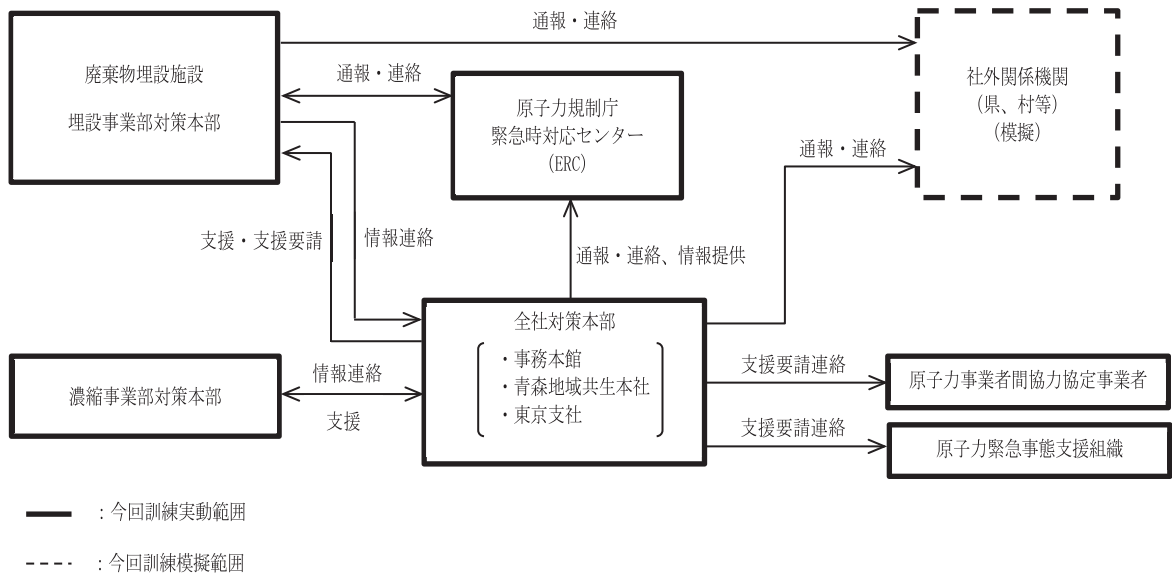 通報・連絡
廃棄物埋設施設
埋設事業部対策本部
通報・連絡
原子力規制庁
緊急時対応センター
(ERC)
社外関係機関
(県、村等)
(模擬)
通報・連絡
支援・支援要請
情報連絡
通報・連絡、情報提供
全社対策本部
・事務本館
・青森地域共生本社
・東京支社
濃縮事業部対策本部
情報連絡
支援
支援要請連絡
原子力事業者間協力協定事業者
支援要請連絡
原子力緊急事態支援組織
：今回訓練実動範囲
：今回訓練模擬範囲